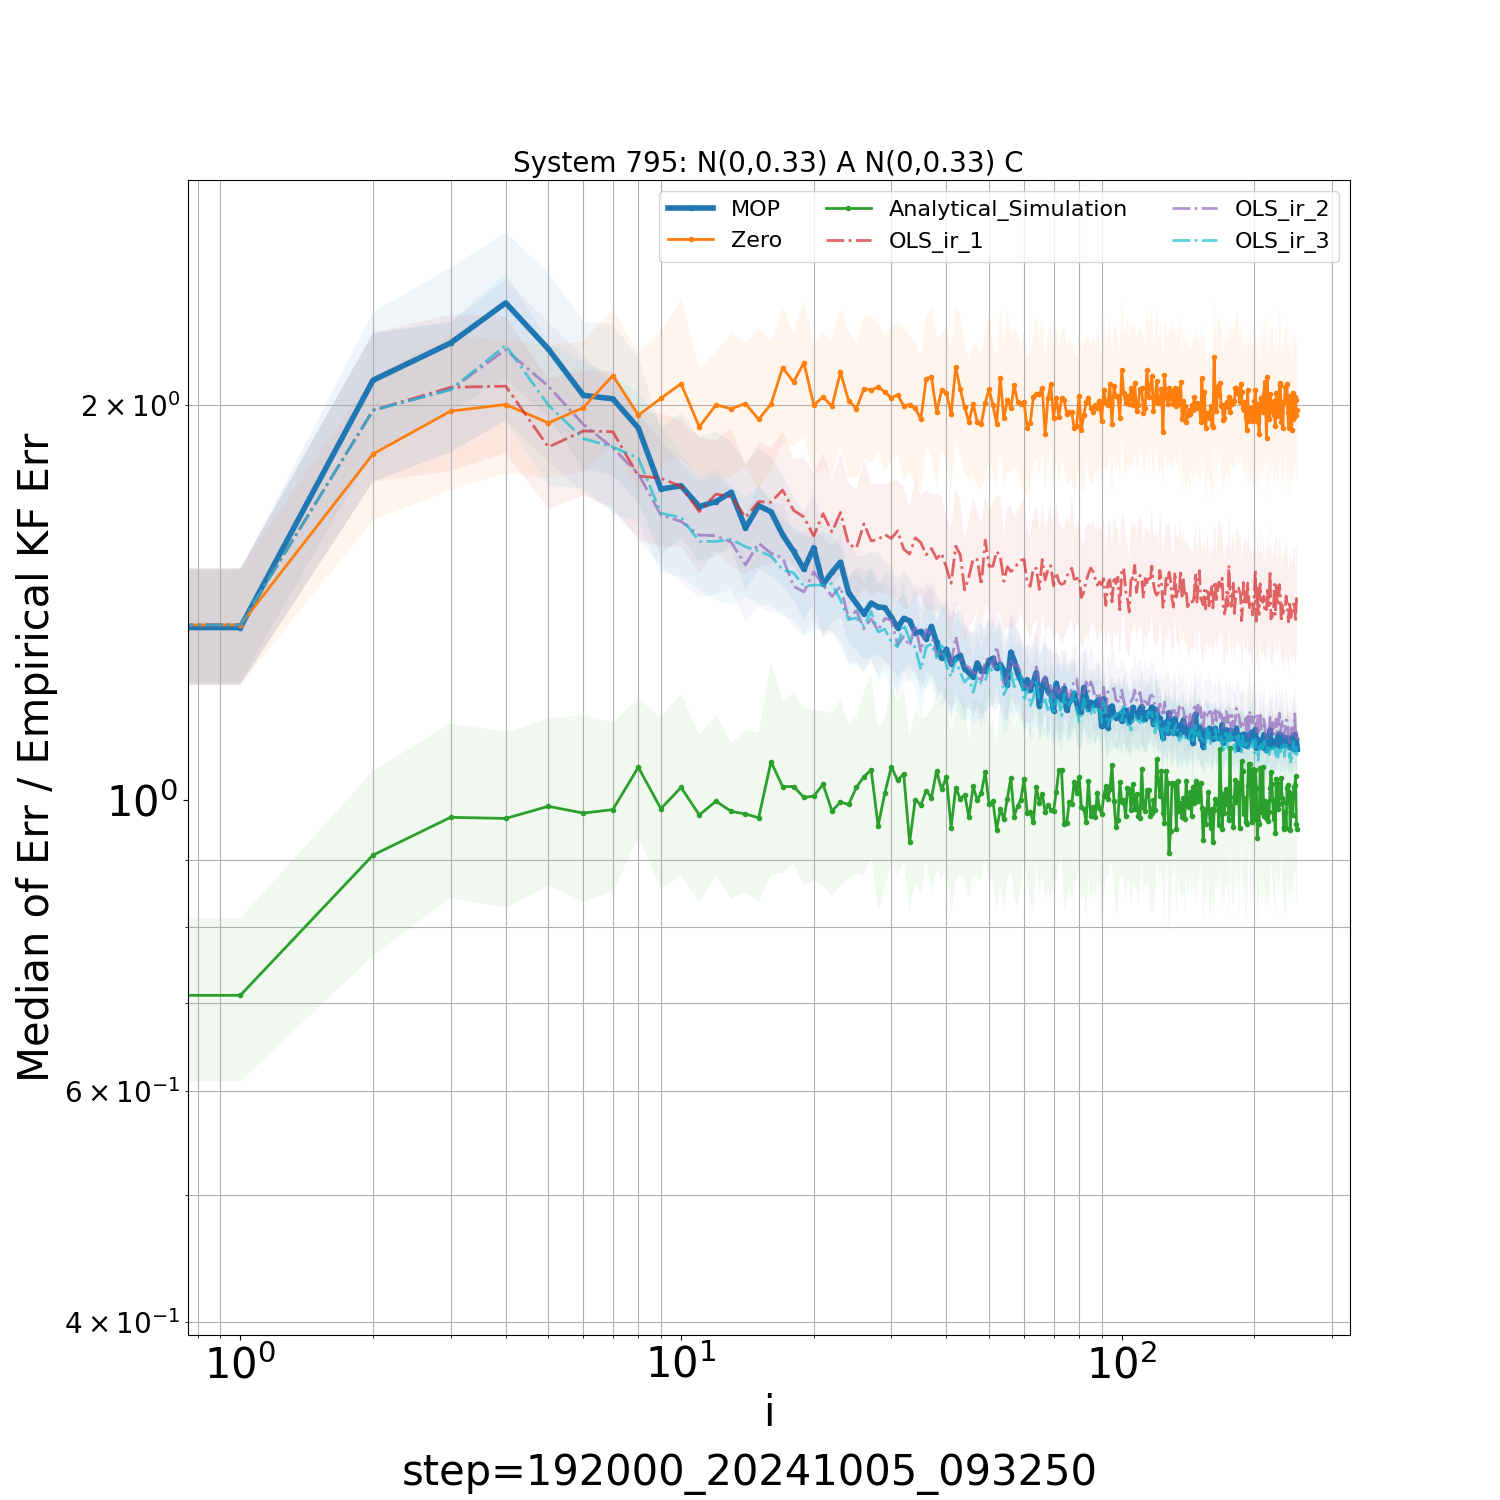 System 795: N(0,0.33) A N(0,0.33) C
MOP
Zero
Analytical_Simulation
OLS_ir_1
OLS_ir_2
OLS_ir_3
Median of Err / Empirical KF Err
2 × 10⁰
10⁰
6 × 10⁻¹
4 × 10⁻¹
10⁰ 10¹ 10²
i
step=192000_20241005_093250